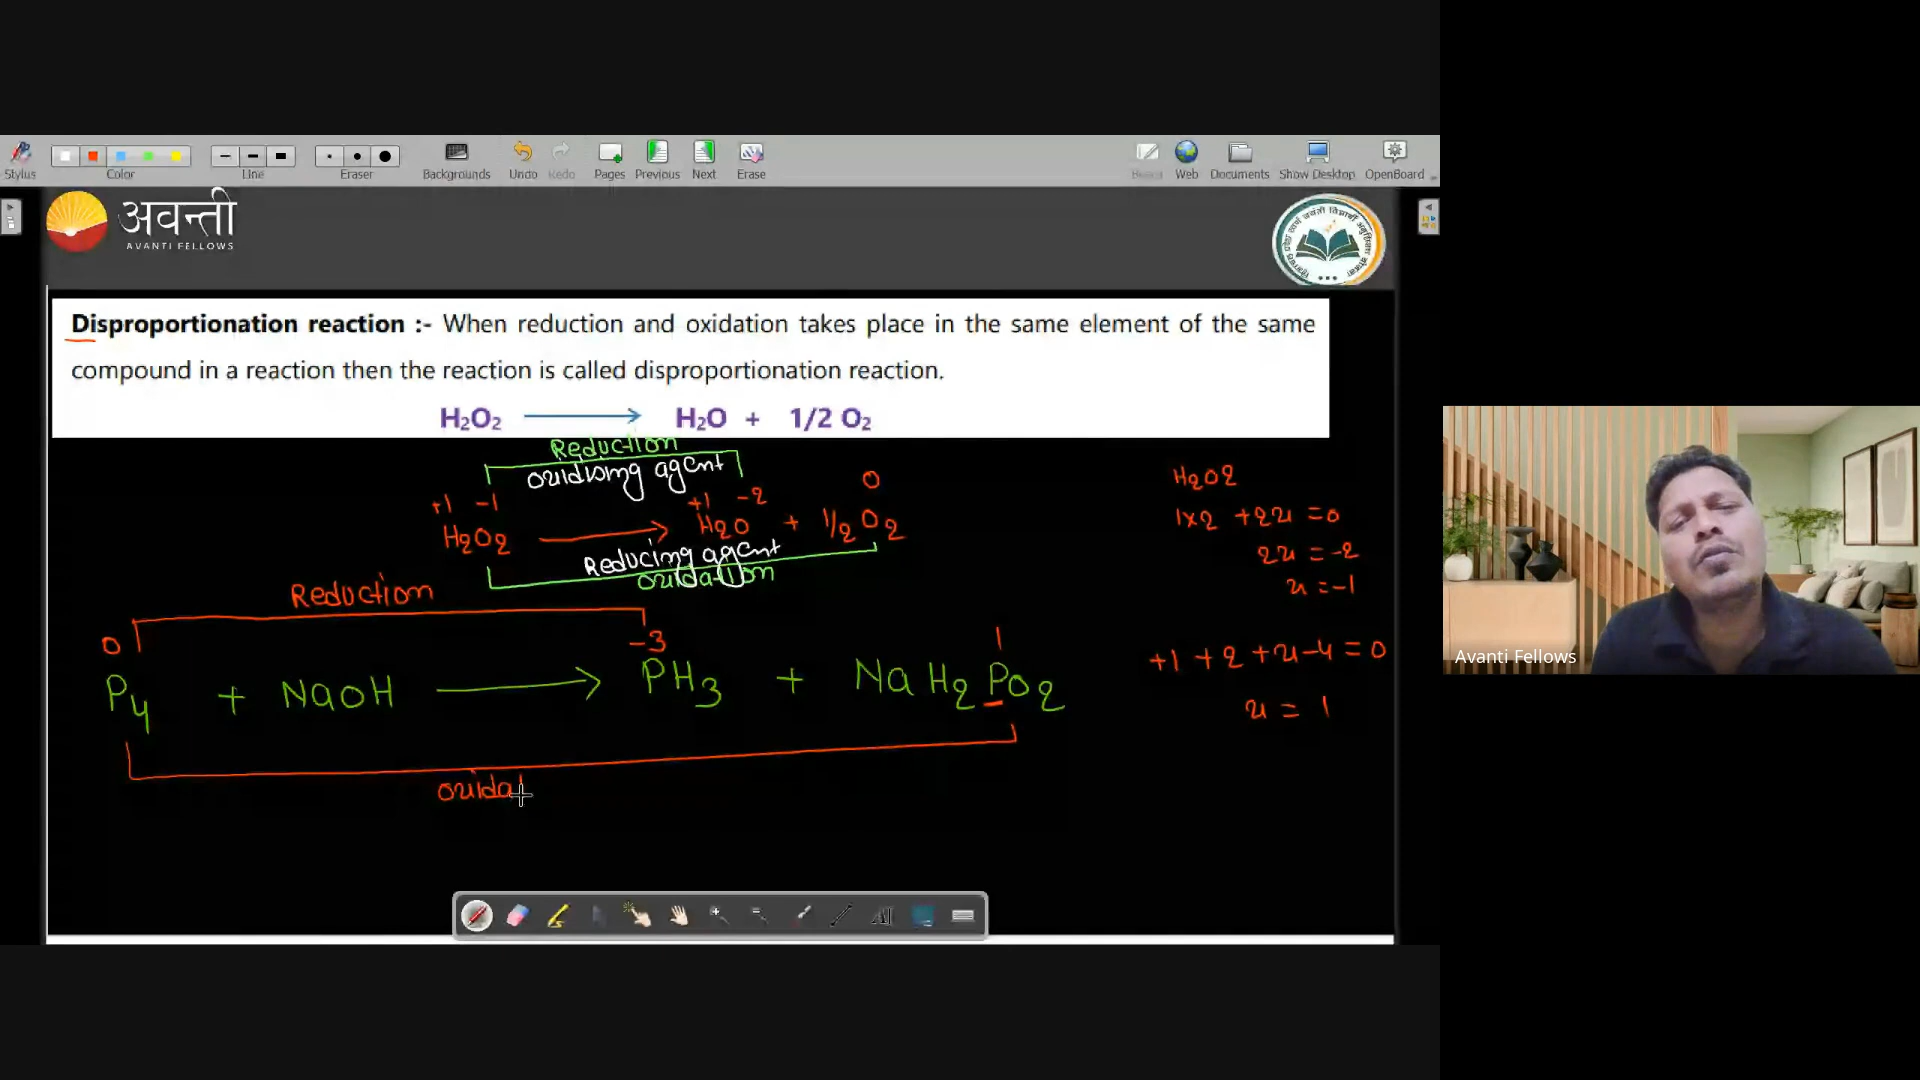 Stylus Color Line Eraser Backgrounds Undo Redo Pages Previous Next Erase Board Web Documents Show Desktop OpenBoard
अवन्ती
AVANTI FELLOWS
Disproportionation reaction :- When reduction and oxidation takes place in the same element of the same
compound in a reaction then the reaction is called disproportionation reaction.
H₂O₂ → H₂O + 1/2 O₂
Reduction
oxidising agent
+1 -1 +1 -2 0
H2O2 → H2O + 1/2 O2
Reducing agent
oxidation
H2O2
1x2 +2x =0
2x = -2
x = -1
Reduction
0 -3 1
P4 + NaOH → PH3 + NaH2PO2
oxidat
+1 +2 +x-4 = 0
x = 1
Avanti Fellows